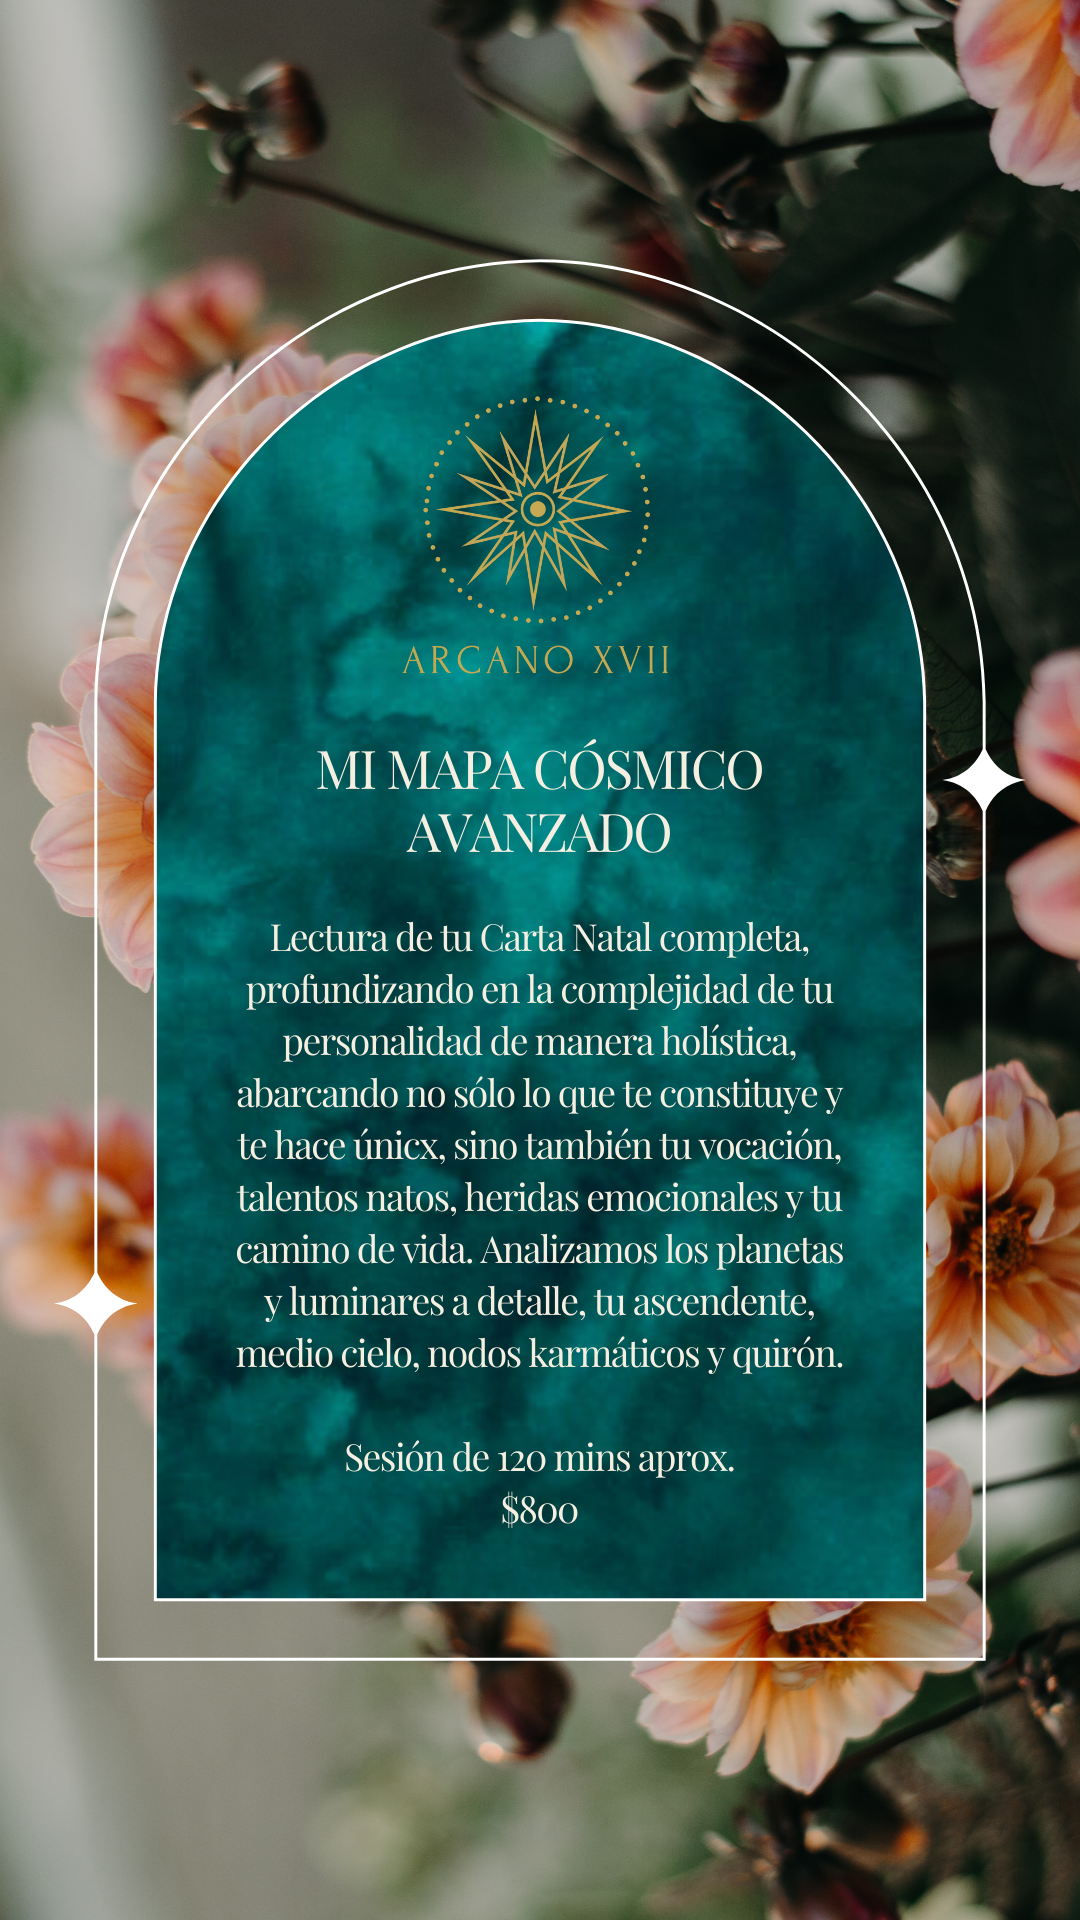 ARCANO XVII
MI MAPA CÓSMICO
AVANZADO
Lectura de tu Carta Natal completa,
profundizando en la complejidad de tu
personalidad de manera holística,
abarcando no sólo lo que te constituye y
te hace únicx, sino también tu vocación,
talentos natos, heridas emocionales y tu
camino de vida. Analizamos los planetas
y luminares a detalle, tu ascendente,
medio cielo, nodos karmáticos y quirón.
Sesión de 120 mins aprox.
$800